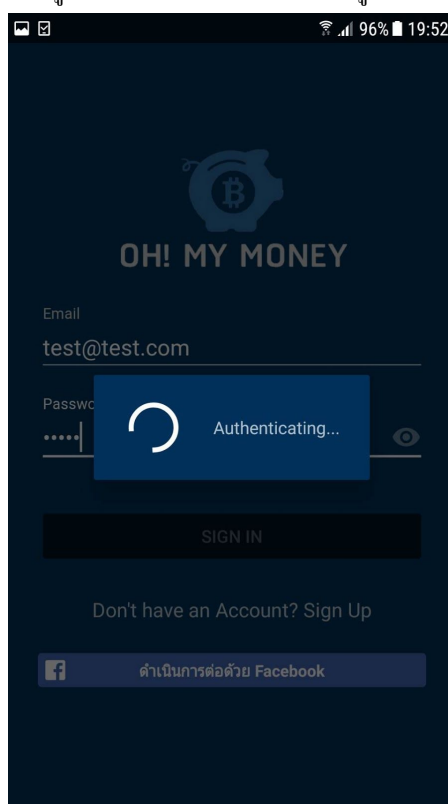 96% 19:52
OH! MY MONEY
Email
test@test.com
Passwo
Authenticating...
SIGN IN
Don't have an Account? Sign Up
ดำเนินการต่อด้วย Facebook